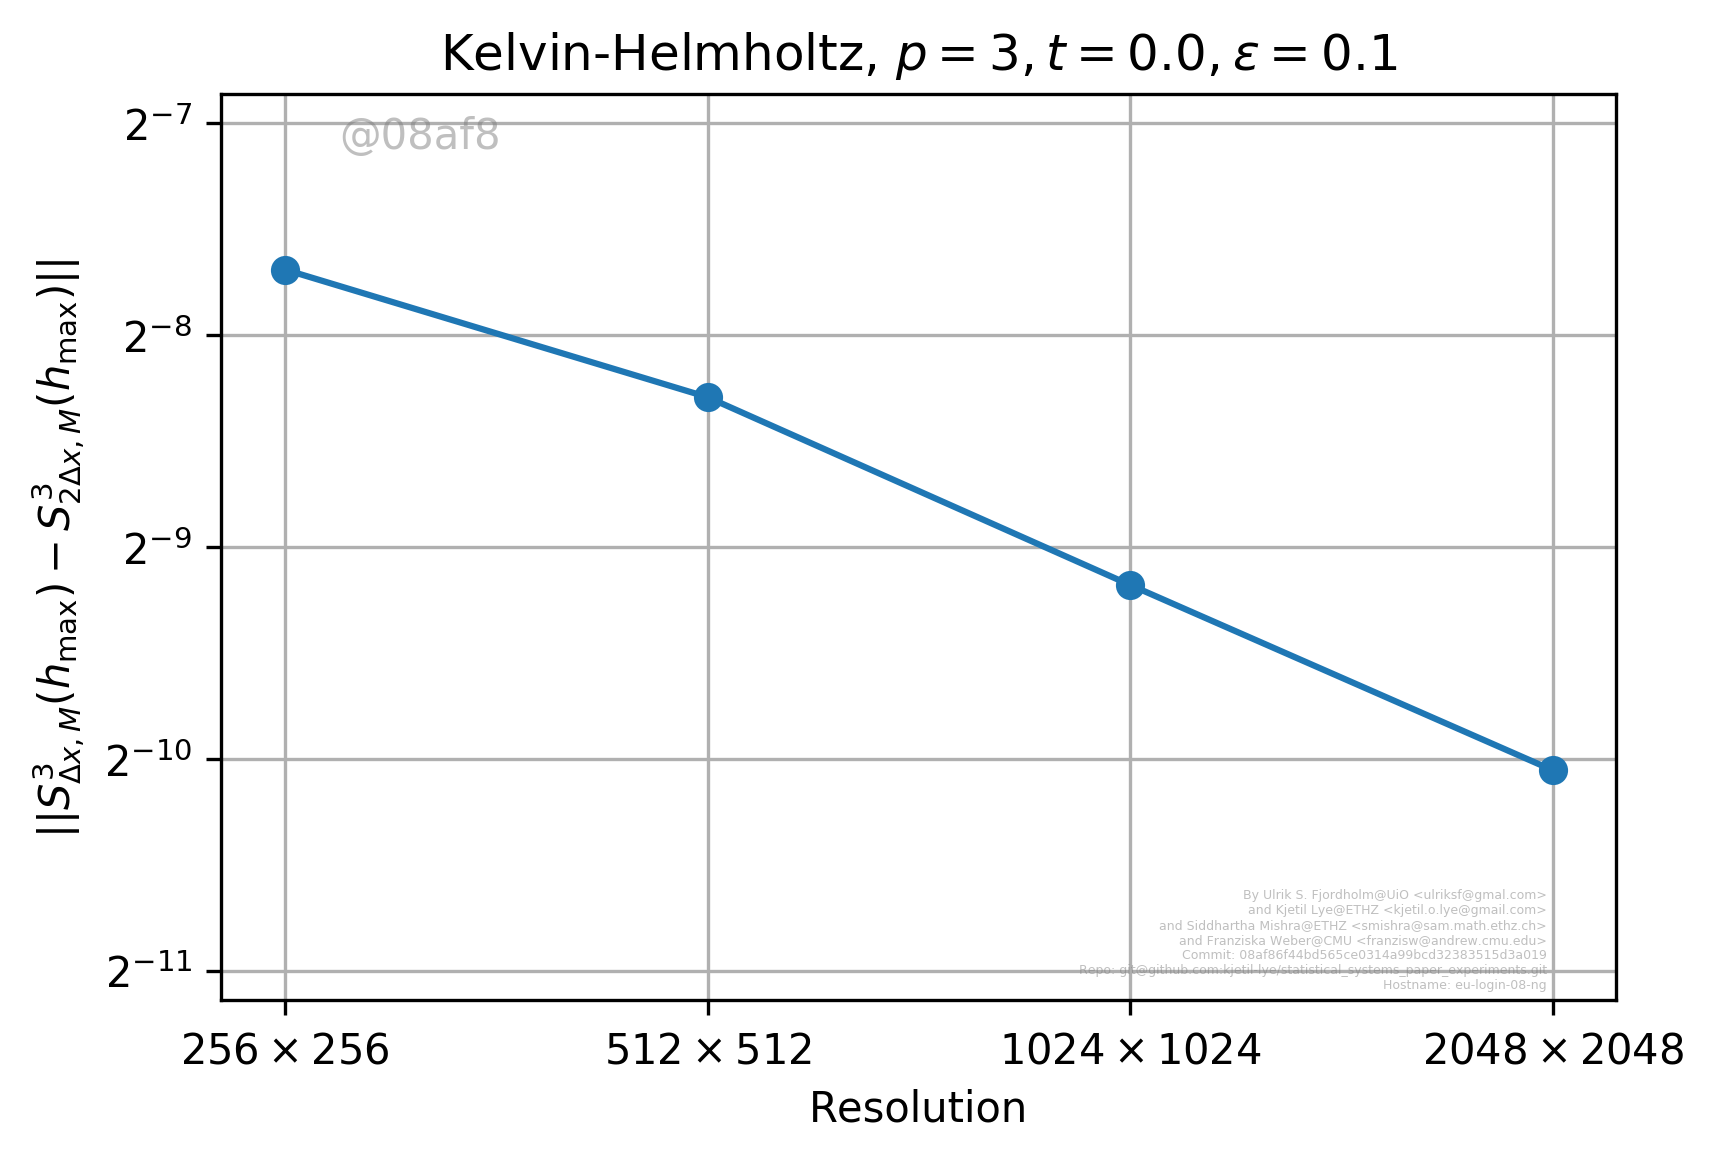 Kelvin-Helmholtz, p = 3, t = 0.0, ε = 0.1
@08af8
2⁻⁷
2⁻⁸
2⁻⁹
2⁻¹⁰
2⁻¹¹
||S³_{Δx,M}(h_max) − S³_{2Δx,M}(h_max)||
By Ulrik S. Fjordholm@UiO <ulriksf@gmal.com>
and Kjetil Lye@ETHZ <kjetil.o.lye@gmail.com>
and Siddhartha Mishra@ETHZ <smishra@sam.math.ethz.ch>
and Franziska Weber@CMU <franzisw@andrew.cmu.edu>
Commit: 08af86f44bd565ce0314a99bcd32383515d3a019
Repo: git@github.com:kjetil-lye/statistical_systems_paper_experiments.git
Hostname: eu-login-08-ng
256 × 256
512 × 512
1024 × 1024
2048 × 2048
Resolution